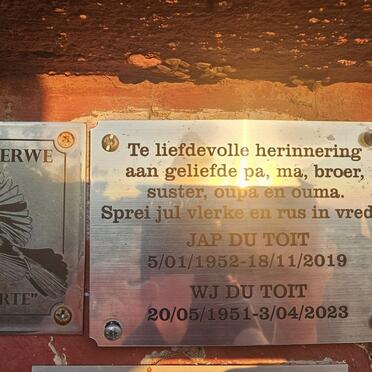 ERWE
RTE"
Te liefdevolle herinnering
aan geliefde pa, ma, broer,
suster, oupa en ouma.
Sprei jul vlerke en rus in vred
JAP DU TOIT
5/01/1952-18/11/2019
WJ DU TOIT
20/05/1951-3/04/2023